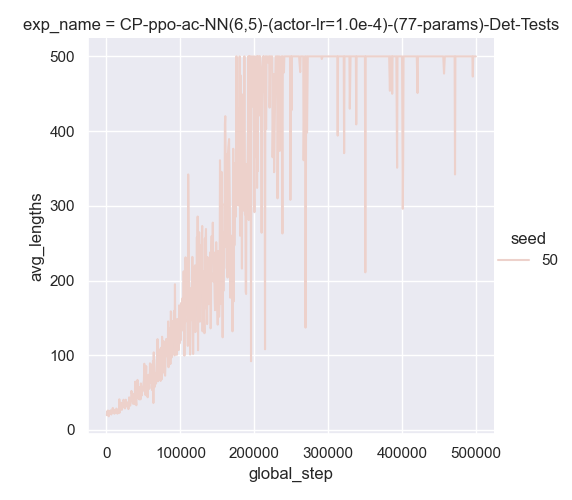 exp_name = CP-ppo-ac-NN(6,5)-(actor-lr=1.0e-4)-(77-params)-Det-Tests
500
400
300
200
100
0
avg_lengths
0 100000 200000 300000 400000 500000
global_step
seed
50